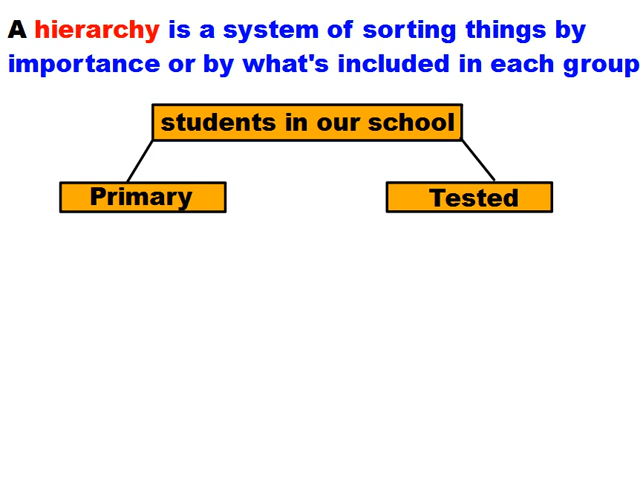 A hierarchy is a system of sorting things by
importance or by what's included in each group
students in our school
Primary
Tested